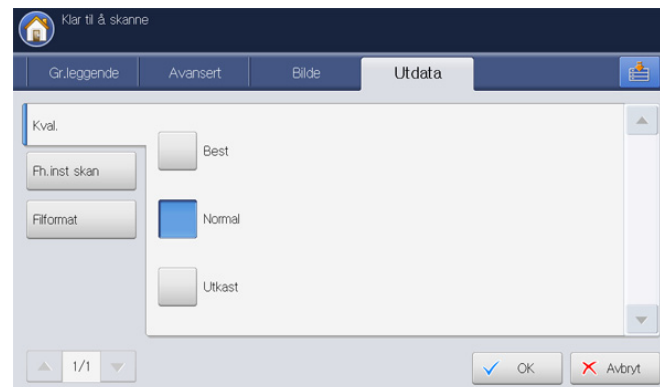 Klar til å skanne
Gr.leggende
Avansert
Bilde
Utdata
Kval.
Fh.inst skan
Filformat
Best
Normal
Utkast
1/1
OK
Avbryt